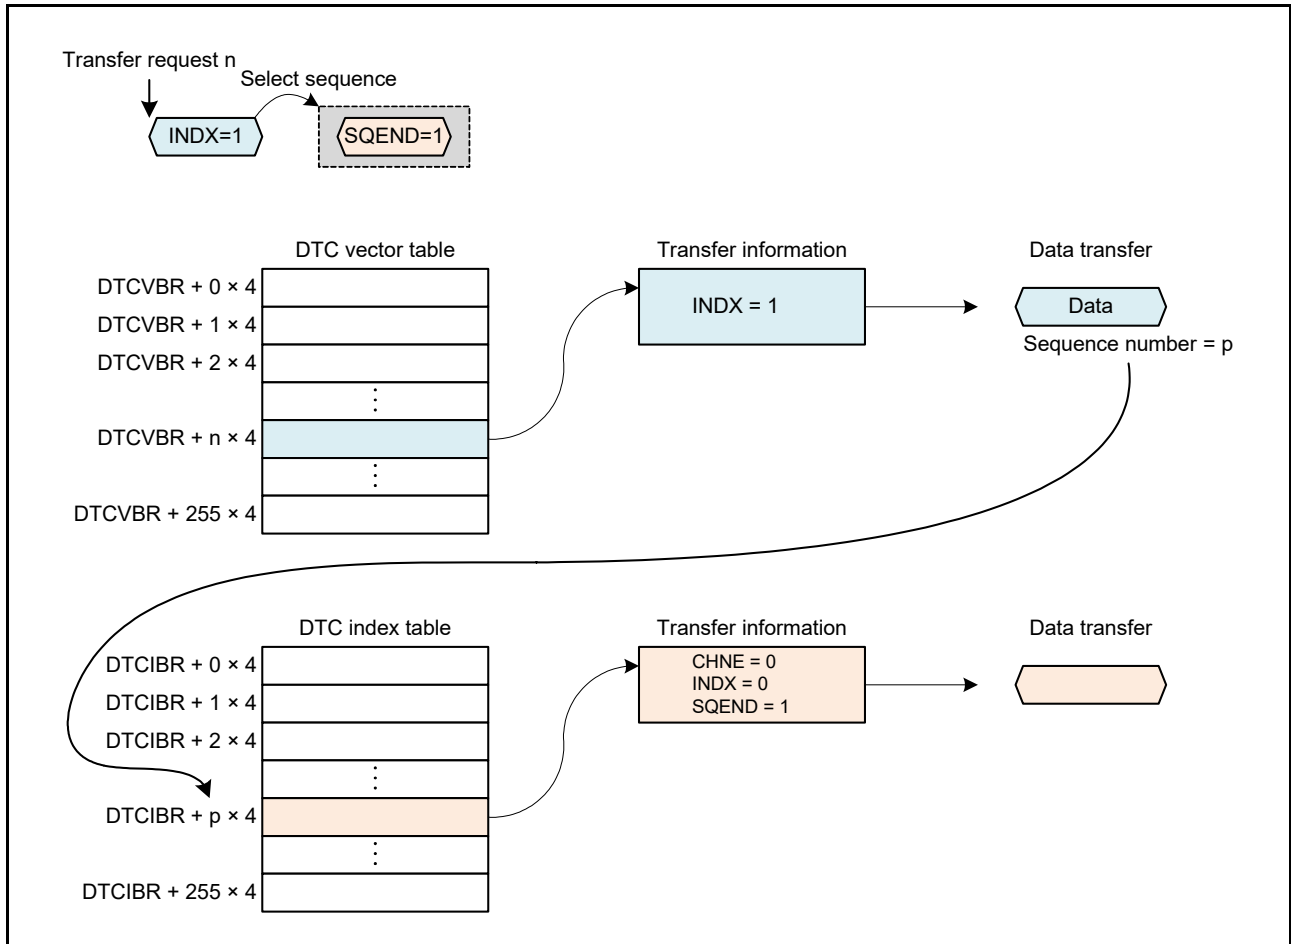 Transfer request n
Select sequence
INDX=1
SQEND=1
DTC vector table
Transfer information
Data transfer
DTCVBR + 0 × 4
DTCVBR + 1 × 4
DTCVBR + 2 × 4
⋮
DTCVBR + n × 4
⋮
DTCVBR + 255 × 4
INDX = 1
Data
Sequence number = p
DTC index table
Transfer information
Data transfer
DTCIBR + 0 × 4
DTCIBR + 1 × 4
DTCIBR + 2 × 4
⋮
DTCIBR + p × 4
⋮
DTCIBR + 255 × 4
CHNE = 0
INDX = 0
SQEND = 1